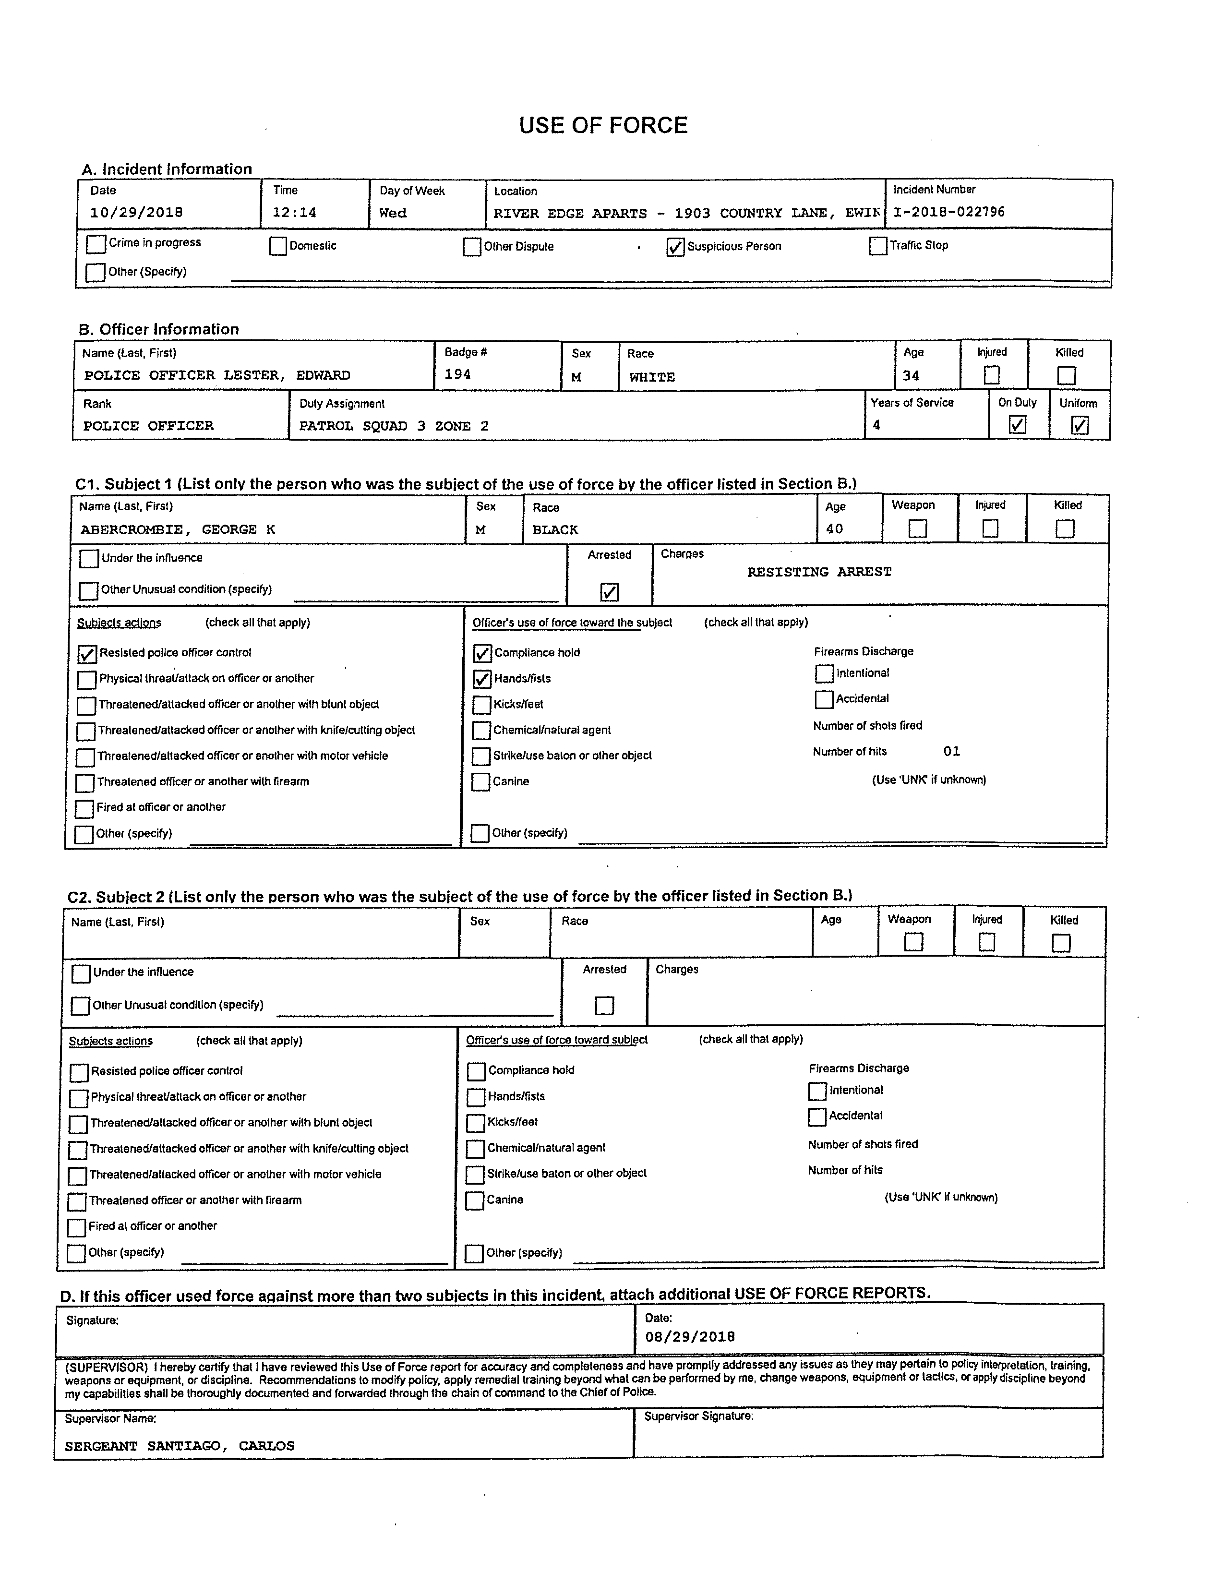 USE OF FORCE
A. Incident Information
Date Time Day of Week Location Incident Number
10/29/2018 12:14 Wed RIVER EDGE APARTS - 1903 COUNTRY LANE, EWIN I-2018-022796
Crime in progress Domestic Other Dispute Suspicious Person Traffic Stop
Other (Specify)
B. Officer Information
Name (Last, First) Badge # Sex Race Age Injured Killed
POLICE OFFICER LESTER, EDWARD 194 M WHITE 34
Rank Duty Assignment Years of Service On Duty Uniform
POLICE OFFICER PATROL SQUAD 3 ZONE 2 4
C1. Subject 1 (List only the person who was the subject of the use of force by the officer listed in Section B.)
Name (Last, First) Sex Race Age Weapon Injured Killed
ABERCROMBIE, GEORGE K M BLACK 40
Under the influence Arrested Charges
RESISTING ARREST
Other Unusual condition (specify)
Subjects actions (check all that apply) Officer's use of force toward the subject (check all that apply)
Resisted police officer control Compliance hold Firearms Discharge
Physical threat/attack on officer or another Hands/fists Intentional
Threatened/attacked officer or another with blunt object Kicks/feet Accidental
Threatened/attacked officer or another with knife/cutting object Chemical/natural agent Number of shots fired
Threatened/attacked officer or another with motor vehicle Strike/use baton or other object Number of hits 01
Threatened officer or another with firearm Canine (Use 'UNK' if unknown)
Fired at officer or another
Other (specify) Other (specify)
C2. Subject 2 (List only the person who was the subject of the use of force by the officer listed in Section B.)
Name (Last, First) Sex Race Age Weapon Injured Killed
Under the influence Arrested Charges
Other Unusual condition (specify)
Subjects actions (check all that apply) Officer's use of force toward subject (check all that apply)
Resisted police officer control Compliance hold Firearms Discharge
Physical threat/attack on officer or another Hands/fists Intentional
Threatened/attacked officer or another with blunt object Kicks/feet Accidental
Threatened/attacked officer or another with knife/cutting object Chemical/natural agent Number of shots fired
Threatened/attacked officer or another with motor vehicle Strike/use baton or other object Number of hits
Threatened officer or another with firearm Canine (Use 'UNK' if unknown)
Fired at officer or another
Other (specify) Other (specify)
D. If this officer used force against more than two subjects in this incident, attach additional USE OF FORCE REPORTS.
Signature: Date:
08/29/2018
(SUPERVISOR) I hereby certify that I have reviewed this Use of Force report for accuracy and completeness and have promptly addressed any issues as they may pertain to policy interpretation, training,
weapons or equipment, or discipline. Recommendations to modify policy, apply remedial training beyond what can be performed by me, change weapons, equipment or tactics, or apply discipline beyond
my capabilities shall be thoroughly documented and forwarded through the chain of command to the Chief of Police.
Supervisor Name: Supervisor Signature:
SERGEANT SANTIAGO, CARLOS